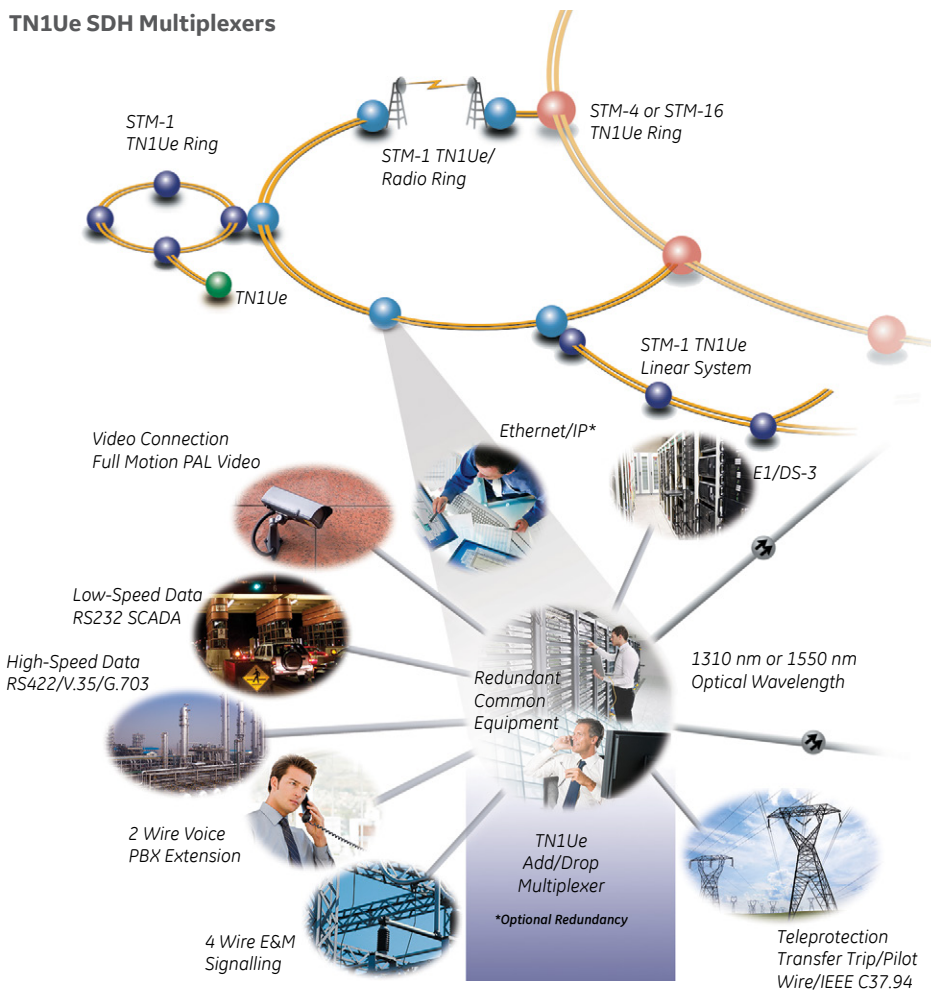 TN1Ue SDH Multiplexers
STM-1
TN1Ue Ring
STM-1 TN1Ue/
Radio Ring
STM-4 or STM-16
TN1Ue Ring
TN1Ue
STM-1 TN1Ue
Linear System
Video Connection
Full Motion PAL Video
Ethernet/IP*
E1/DS-3
Low-Speed Data
RS232 SCADA
High-Speed Data
RS422/V.35/G.703
Redundant
Common
Equipment
1310 nm or 1550 nm
Optical Wavelength
2 Wire Voice
PBX Extension
TN1Ue
Add/Drop
Multiplexer
*Optional Redundancy
4 Wire E&M
Signalling
Teleprotection
Transfer Trip/Pilot
Wire/IEEE C37.94